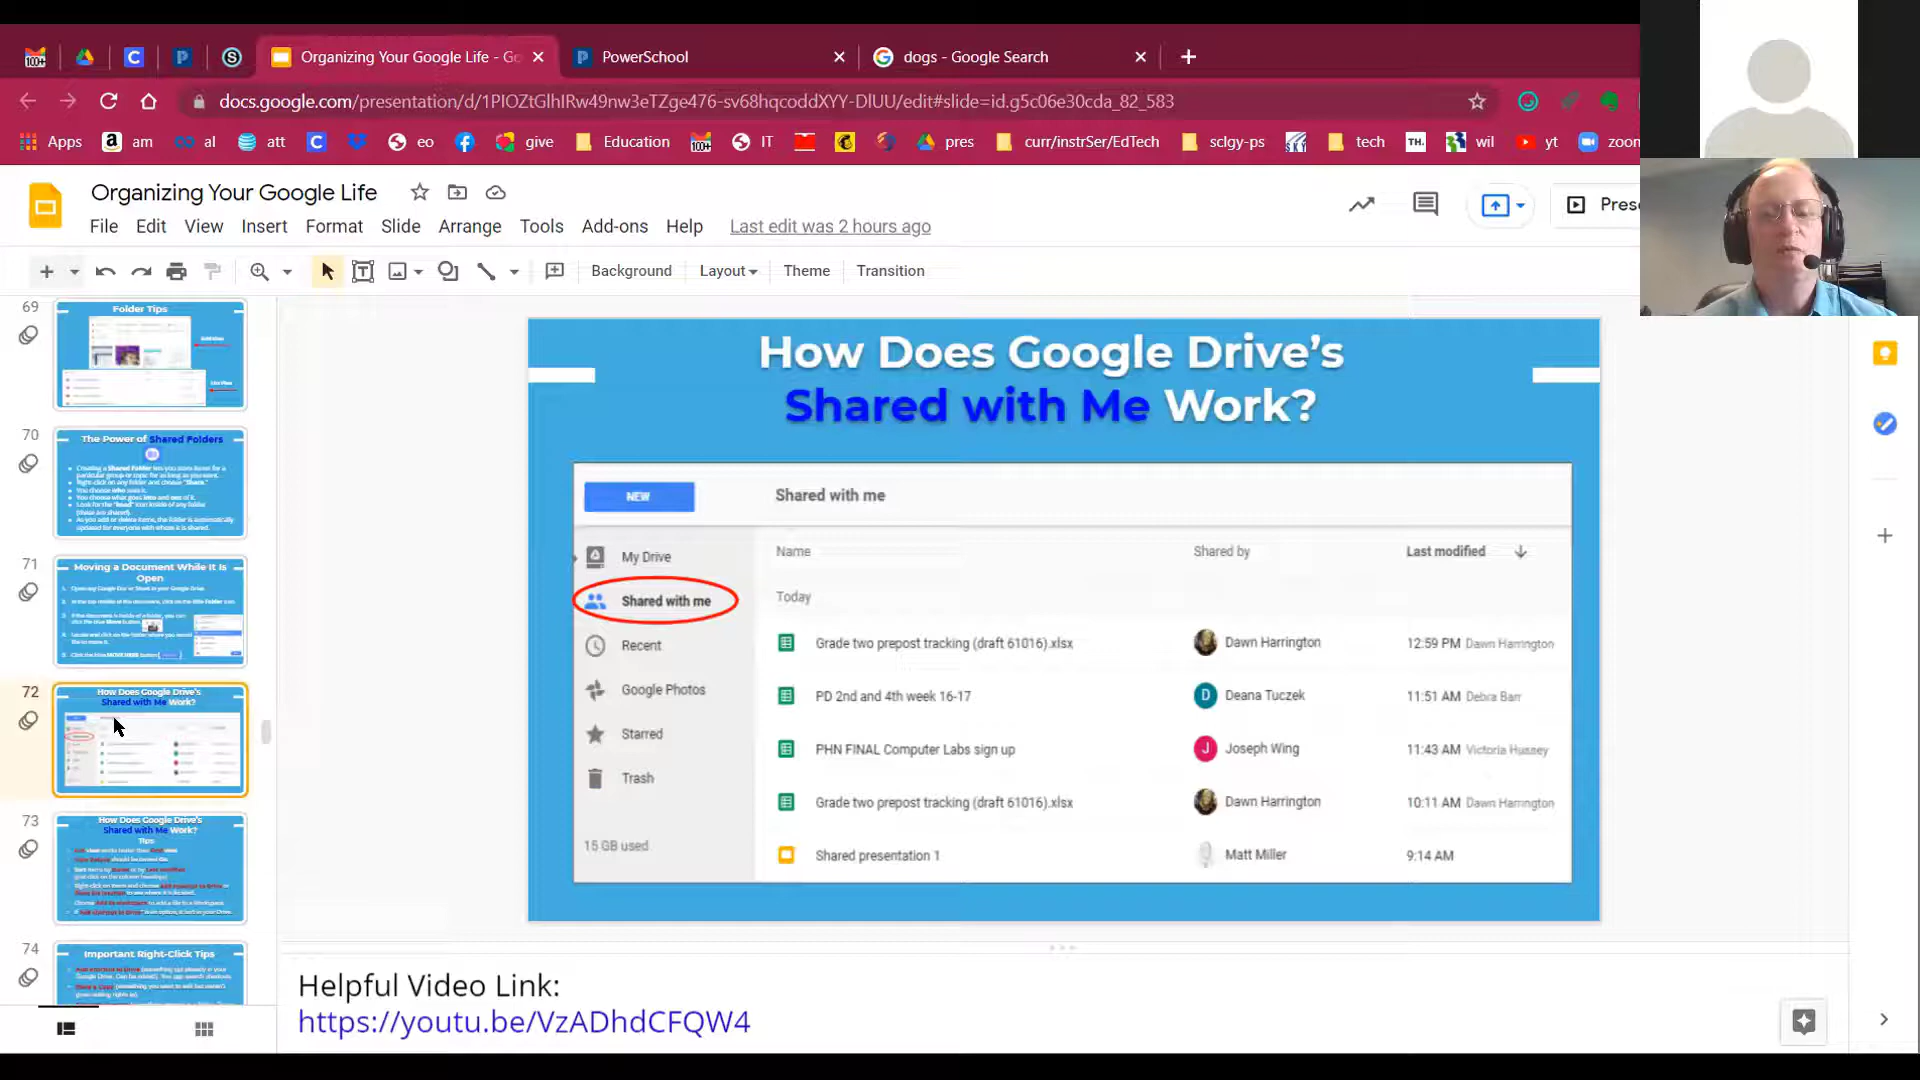 Organizing Your Google Life - Go
PowerSchool
dogs - Google Search
docs.google.com/presentation/d/1PIOZtGlhIRw49nw3eTZge476-sv68hqcoddXYY-DlUU/edit#slide=id.g5c06e30cda_82_583
Apps
am
al
att
eo
give
Education
IT
pres
curr/instrSer/EdTech
sclgy-ps
tech
TH.
wil
yt
zoom
Organizing Your Google Life
File Edit View Insert Format Slide Arrange Tools Add-ons Help Last edit was 2 hours ago
Prese
Background Layout Theme Transition
69
Folder Tips
70
The Power of Shared Folders
71
Moving a Document While It Is
Open
72
How Does Google Drive's
Shared with Me Work?
73
How Does Google Drive's
Shared with Me Work?
Tips
74
Important Right-Click Tips
How Does Google Drive's
Shared with Me Work?
NEW
Shared with me
My Drive
Shared with me
Recent
Google Photos
Starred
Trash
15 GB used
Name Shared by Last modified
Today
Grade two prepost tracking (draft 61016).xlsx Dawn Harrington 12:59 PM Dawn Harrington
PD 2nd and 4th week 16-17 D Deana Tuczek 11:51 AM Debra Barr
PHN FINAL Computer Labs sign up J Joseph Wing 11:43 AM Victoria Hussey
Grade two prepost tracking (draft 61016).xlsx Dawn Harrington 10:11 AM Dawn Harrington
Shared presentation 1 Matt Miller 9:14 AM
Helpful Video Link:
https://youtu.be/VzADhdCFQW4